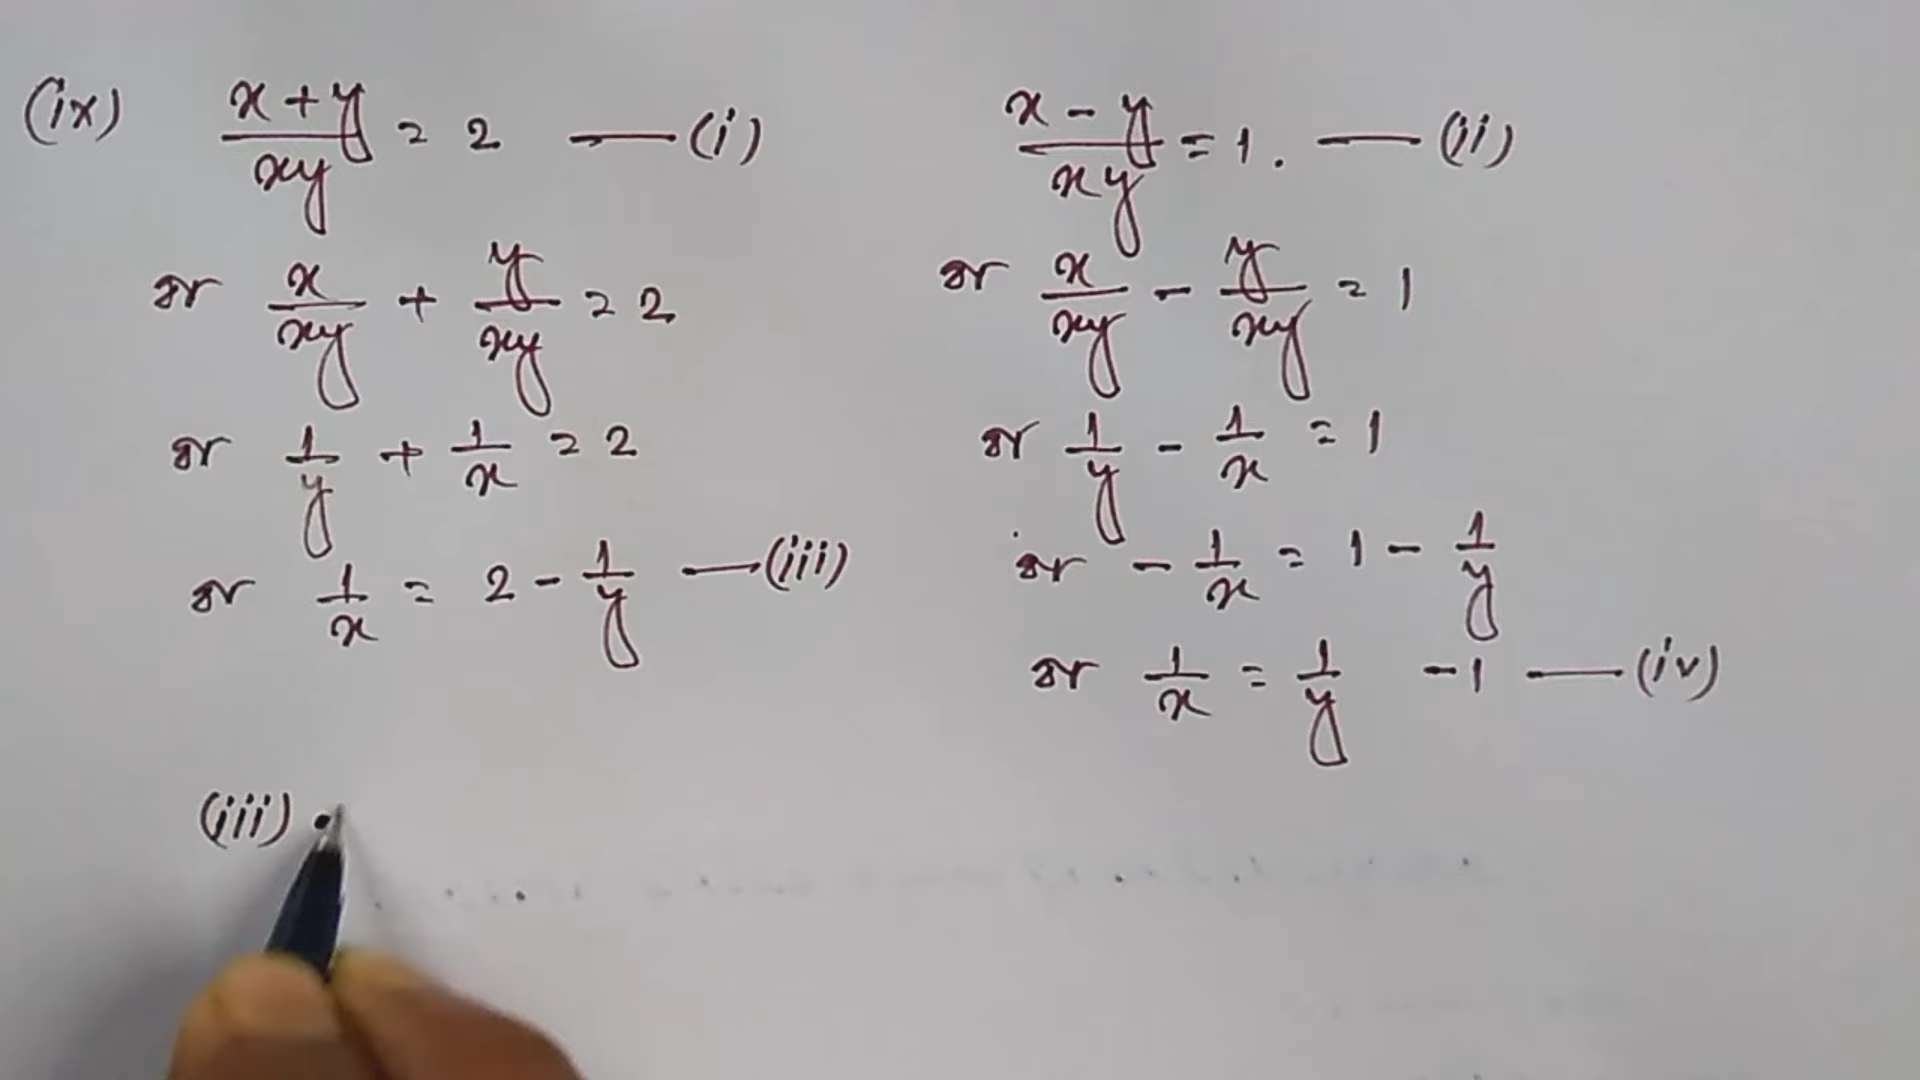 (ix) (x+y)/(xy) = 2 —(i)
or x/(xy) + y/(xy) = 2
or 1/y + 1/x = 2
or 1/x = 2 - 1/y —(iii)
(x-y)/(xy) = 1. —(ii)
or x/(xy) - y/(xy) = 1
or 1/y - 1/x = 1
or - 1/x = 1 - 1/y
or 1/x = 1/y - 1 —(iv)
(iii)